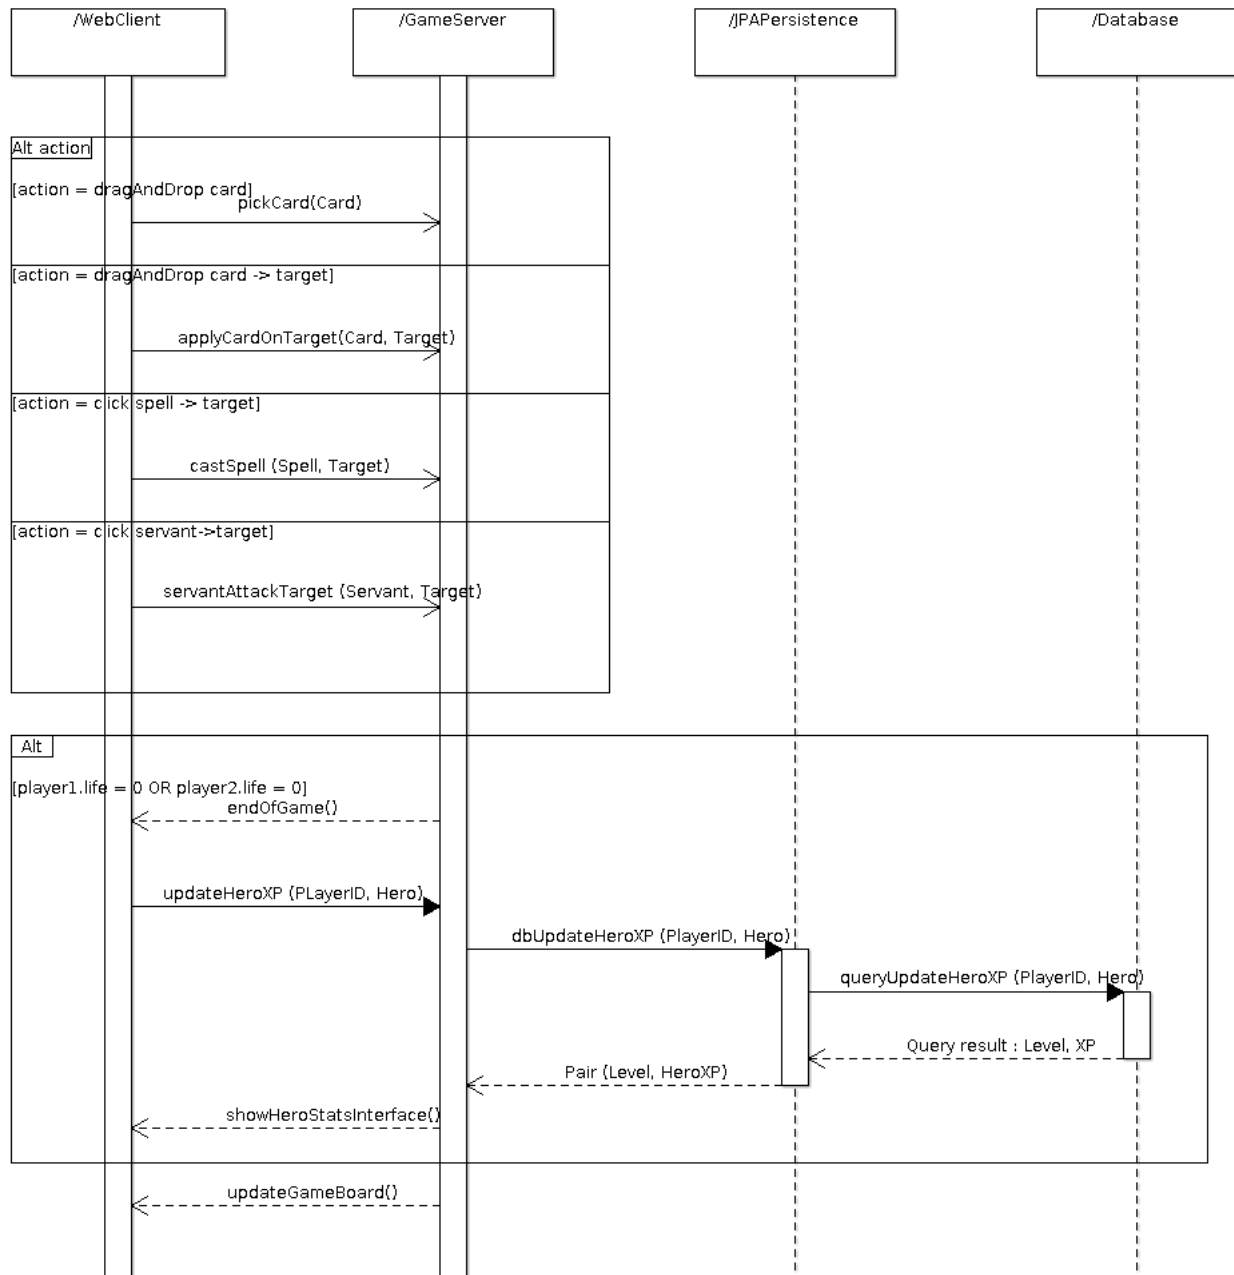 /WebClient
/GameServer
/JPAPersistence
/Database
Alt action
[action = dragAndDrop card]
pickCard(Card)
[action = dragAndDrop card -> target]
applyCardOnTarget(Card, Target)
[action = click spell -> target]
castSpell (Spell, Target)
[action = click servant->target]
servantAttackTarget (Servant, Target)
Alt
[player1.life = 0 OR player2.life = 0]
endOfGame()
updateHeroXP (PLayerID, Hero)
dbUpdateHeroXP (PlayerID, Hero)
queryUpdateHeroXP (PlayerID, Hero)
Query result : Level, XP
Pair (Level, HeroXP)
showHeroStatsInterface()
updateGameBoard()